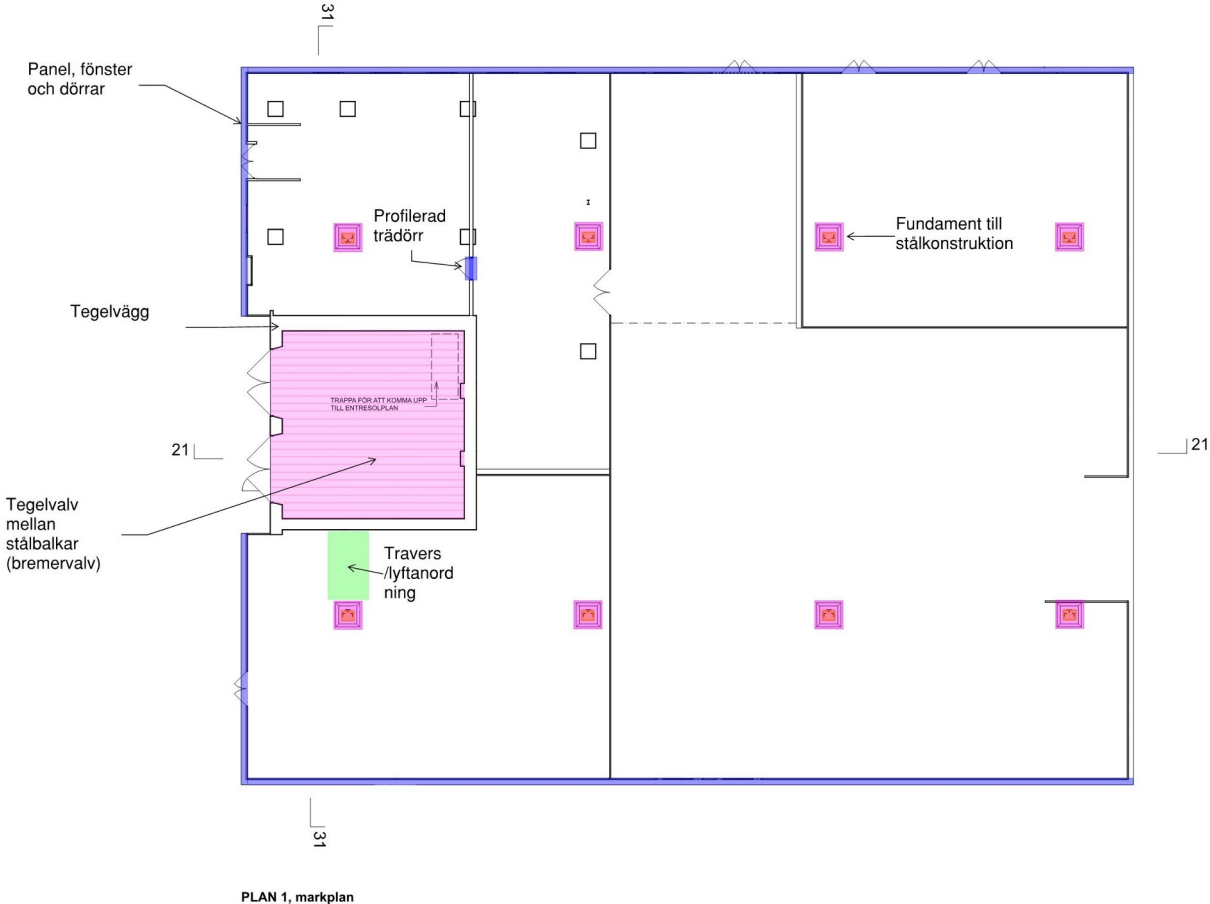 31
Panel, fönster
och dörrar
Profilerad
trädörr
Fundament till
stålkonstruktion
Tegelvägg
TRAPPA FÖR ATT KOMMA UPP
TILL ENTRESOLPLAN
21
21
Tegelvalv
mellan
stålbalkar
(bremervalv)
Travers
/lyftanord
ning
31
PLAN 1, markplan